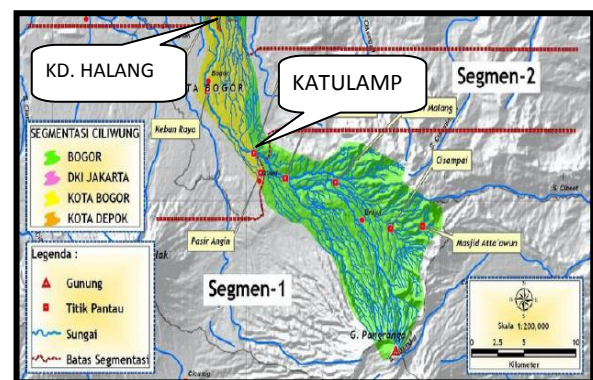 KD. HALANG
KATULAMP
Segmen-2
Bogor
TA BOGOR
Malang
Kebun Raya
Cisampai
SEGMENTASI CILIWUNG
BOGOR
DKI JAKARTA
KOTA BOGOR
KOTA DEPOK
S. Cibeet
Pasir Angin
Masjid Atta'awun
Legenda :
Gunung
Titik Pantau
Sungai
Batas Segmentasi
Segmen-1
G. Pangrango
Skala 1:200,000
0 2.5 5 10
Kilometer